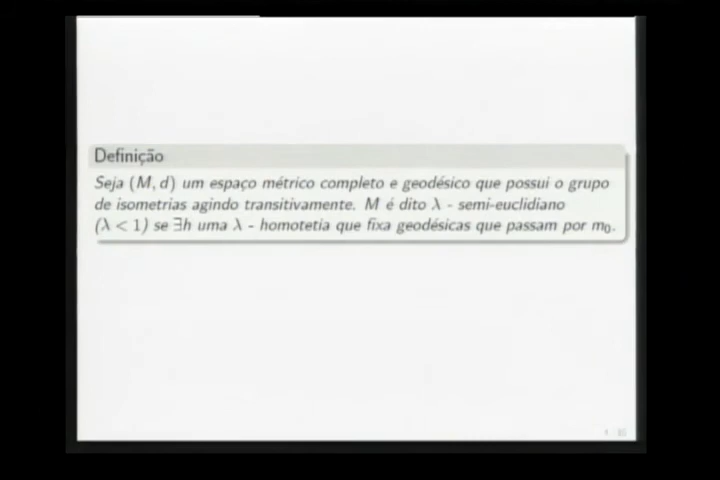 Definição
Seja (M, d) um espaço métrico completo e geodésico que possui o grupo
de isometrias agindo transitivamente. M é dito λ - semi-euclidiano
(λ < 1) se ∃h uma λ - homotetia que fixa geodésicas que passam por m₀.